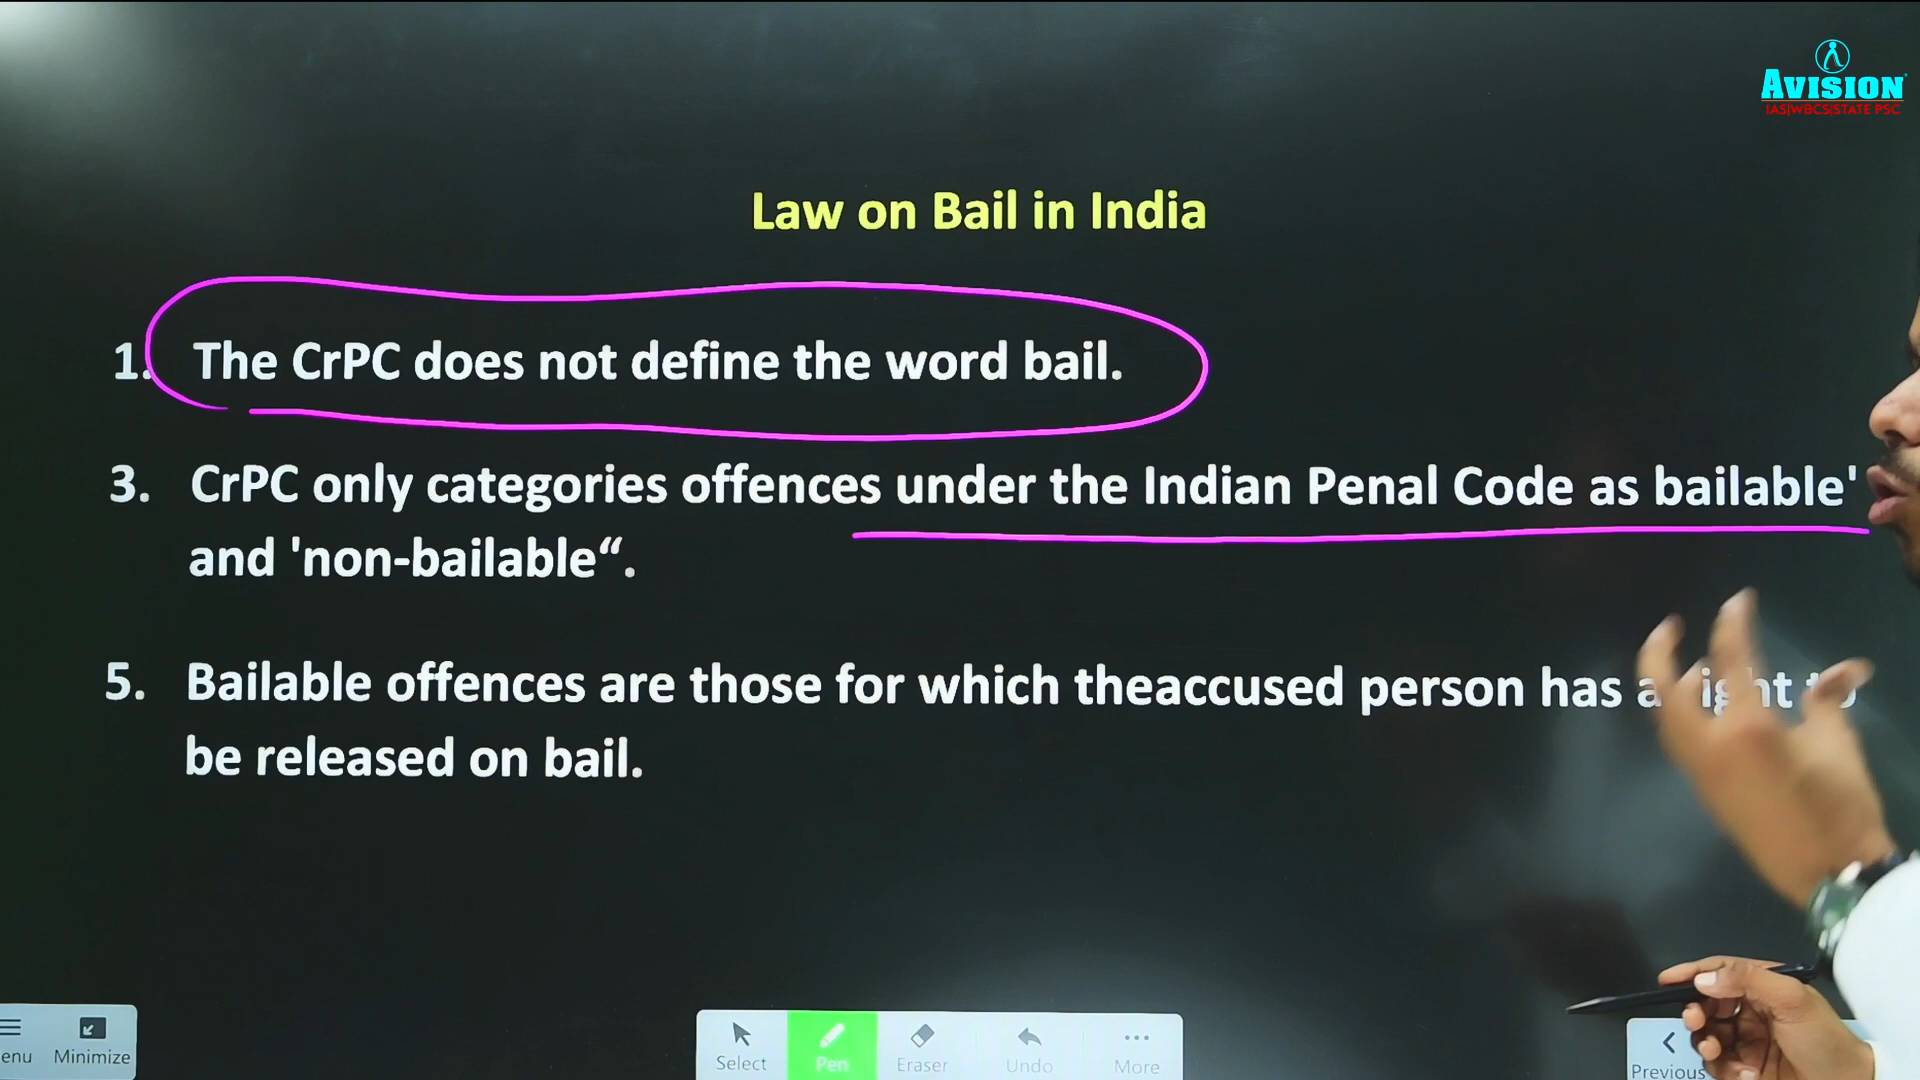 AVISION
IAS|WBCS|STATE PSC
Law on Bail in India
1. The CrPC does not define the word bail.
3. CrPC only categories offences under the Indian Penal Code as bailable'
and 'non-bailable“.
5. Bailable offences are those for which theaccused person has a right to
be released on bail.
enu
Minimize
Select
Pen
Eraser
Undo
More
Previous